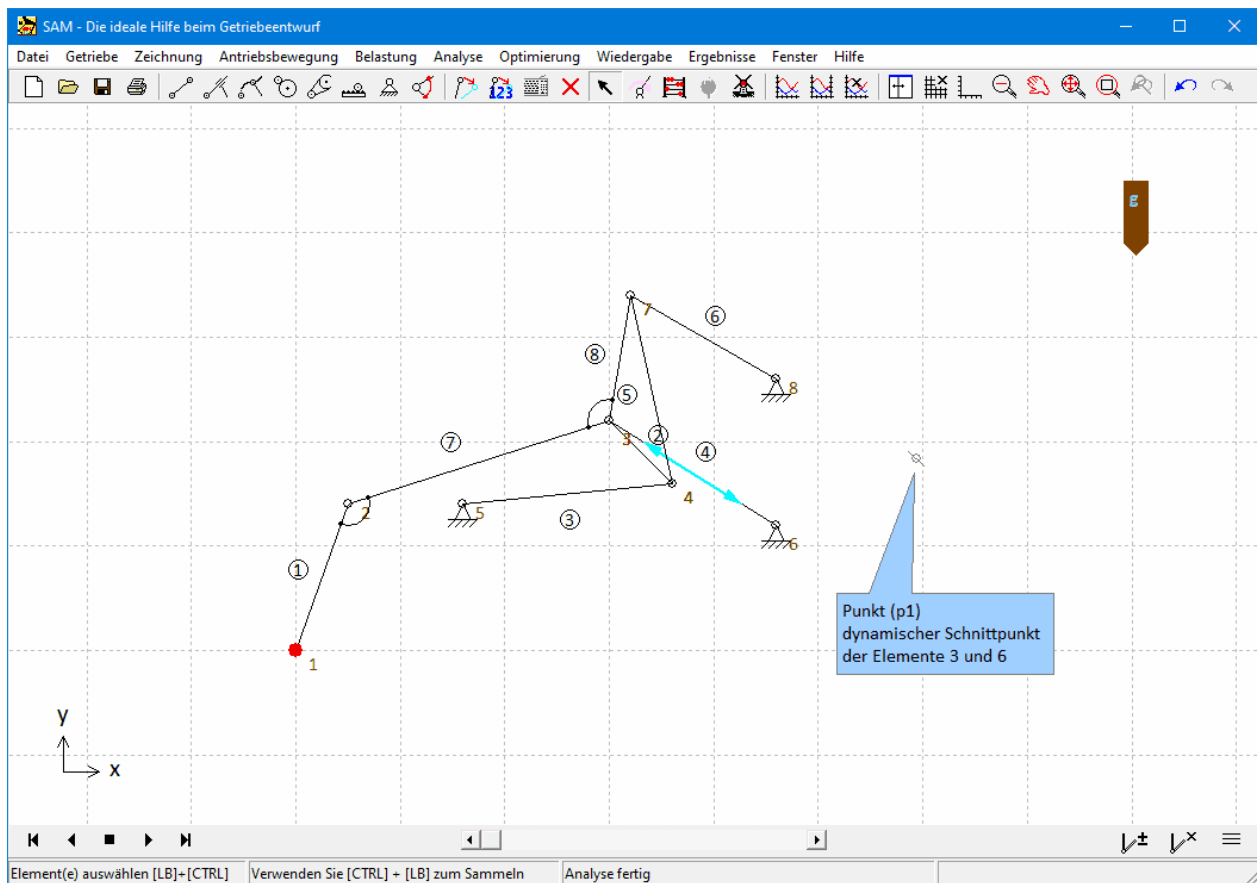 SAM - Die ideale Hilfe beim Getriebeentwurf
Datei Getriebe Zeichnung Antriebsbewegung Belastung Analyse Optimierung Wiedergabe Ergebnisse Fenster Hilfe
123
g
7
6
8
8
5
3
2
4
7
4
2
5
3
6
1
1
Punkt (p1)
dynamischer Schnittpunkt
der Elemente 3 und 6
y
x
Element(e) auswählen [LB]+[CTRL] Verwenden Sie [CTRL] + [LB] zum Sammeln Analyse fertig